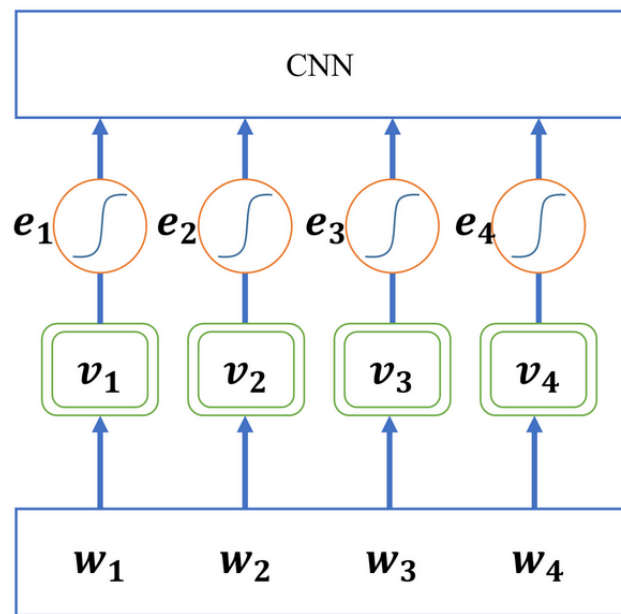 CNN
e₁ e₂ e₃ e₄
v₁ v₂ v₃ v₄
w₁ w₂ w₃ w₄